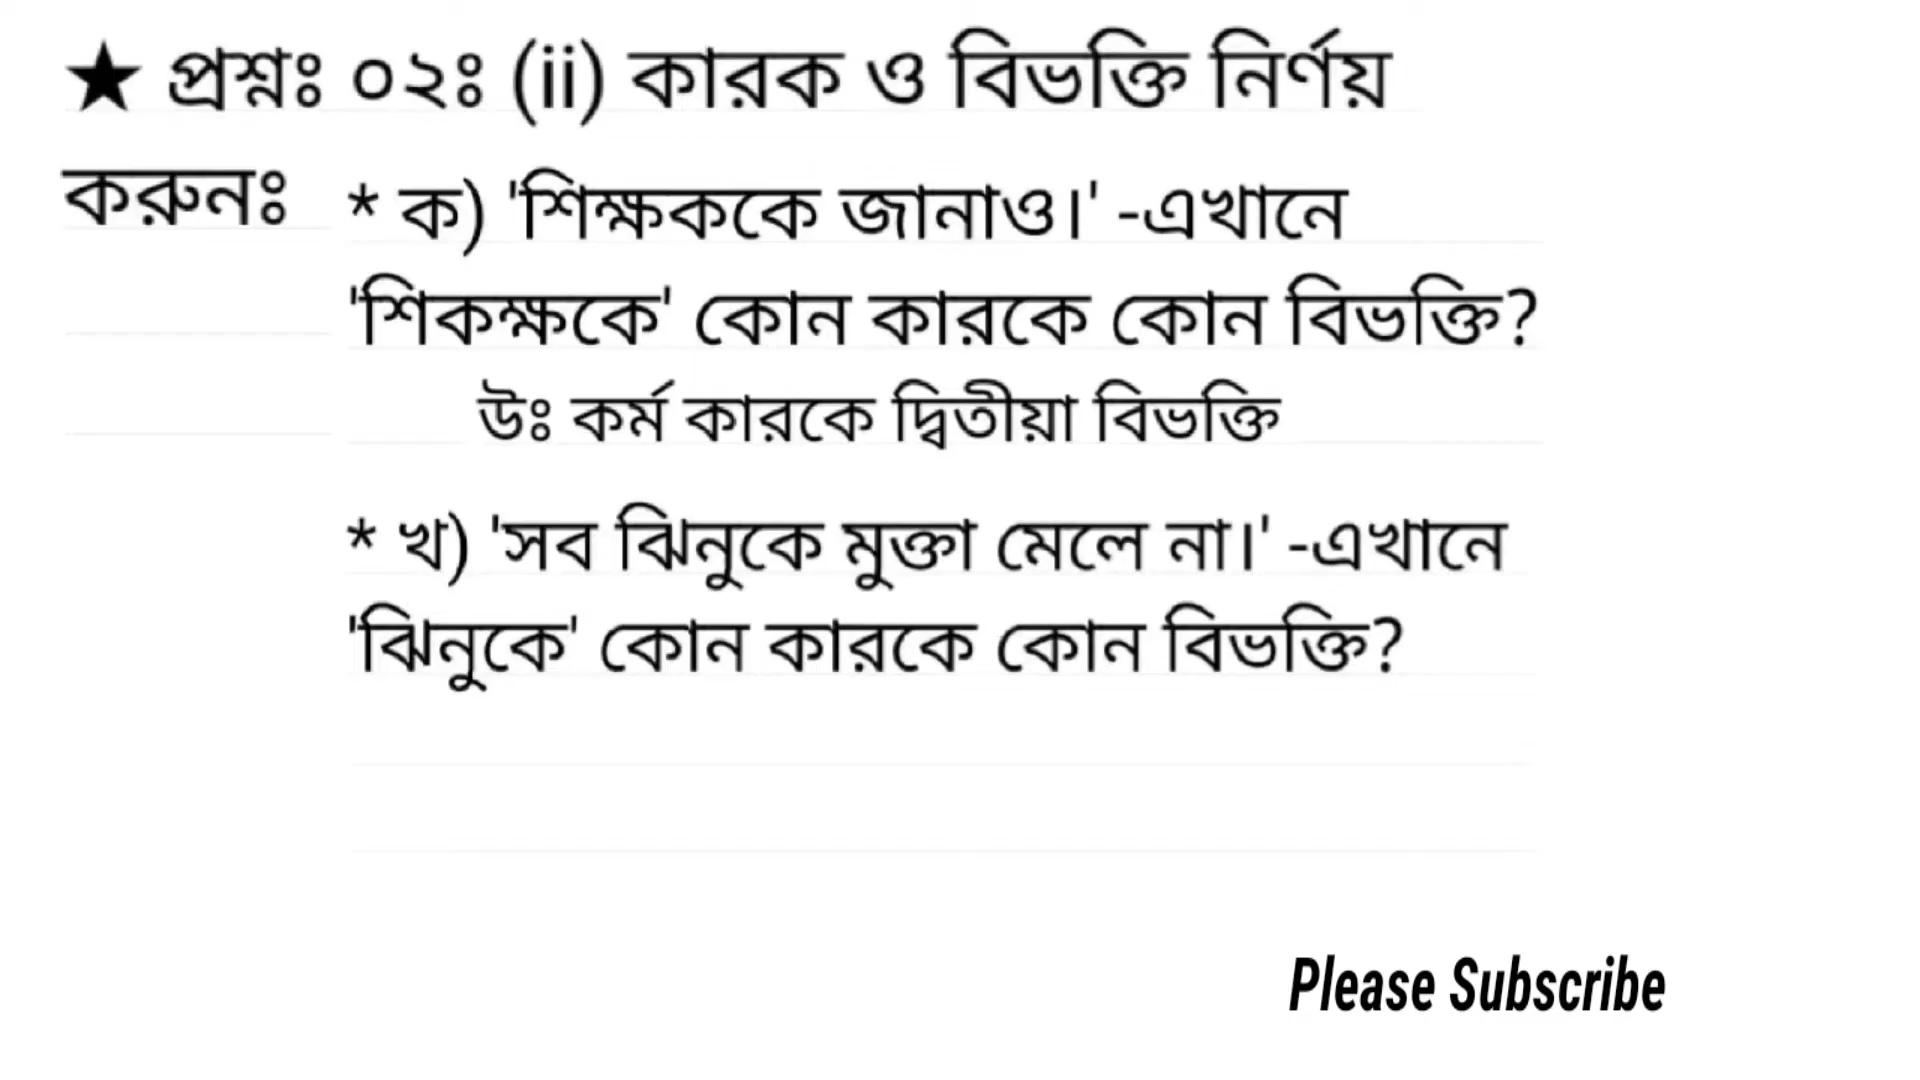 ★ প্রশ্নঃ ০২ঃ (ii) কারক ও বিভক্তি নির্ণয়
করুনঃ * ক) 'শিক্ষককে জানাও।' -এখানে
'শিকক্ষকে' কোন কারকে কোন বিভক্তি?
উঃ কর্ম কারকে দ্বিতীয়া বিভক্তি
* খ) 'সব ঝিনুকে মুক্তা মেলে না।' -এখানে
'ঝিনুকে' কোন কারকে কোন বিভক্তি?
Please Subscribe